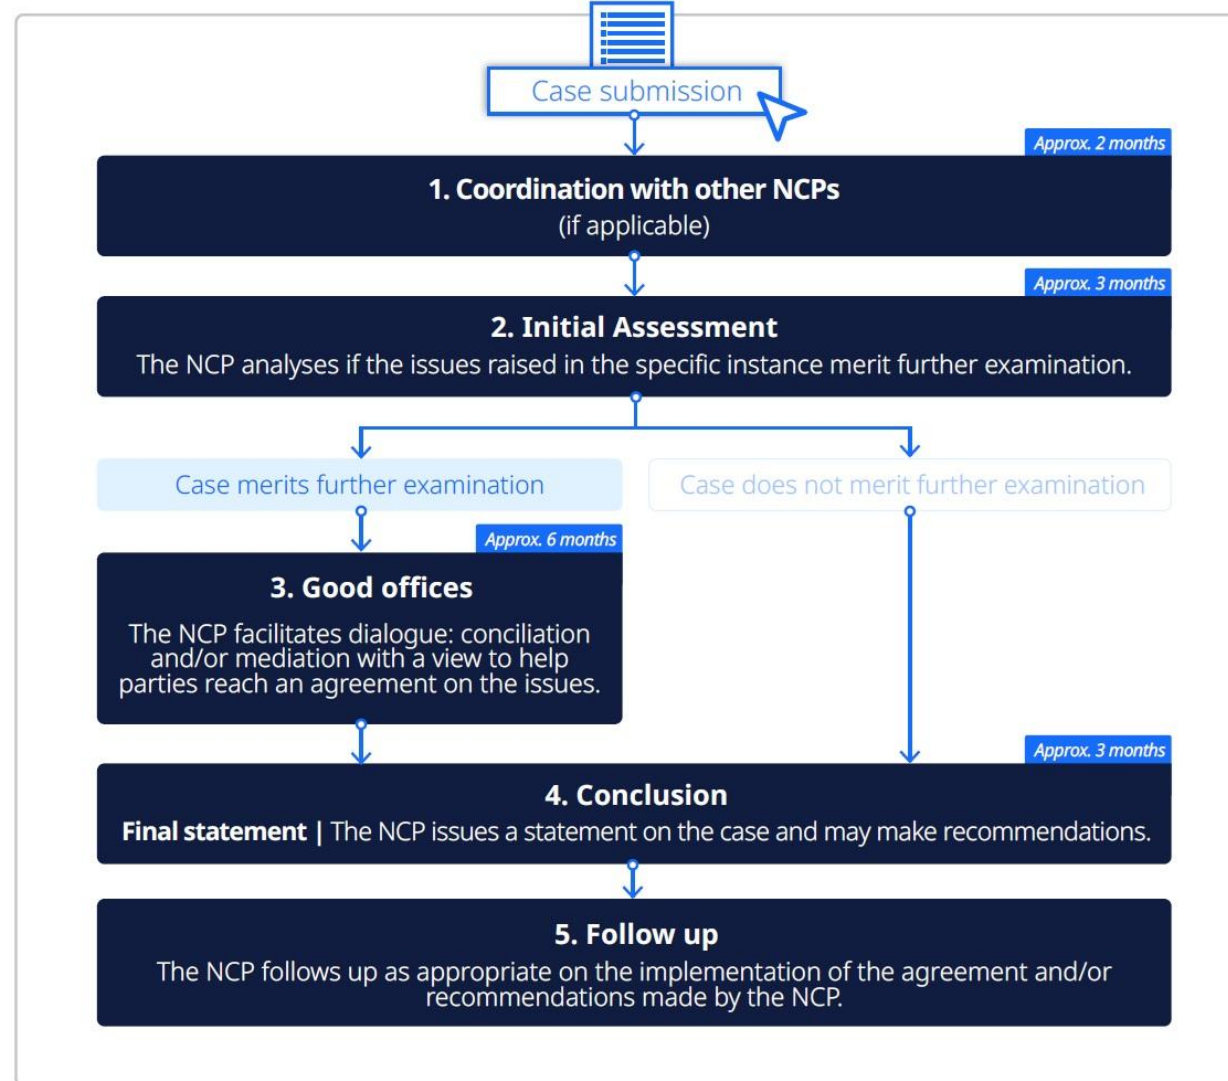 Case submission
Approx. 2 months
1. Coordination with other NCPs
(if applicable)
Approx. 3 months
2. Initial Assessment
The NCP analyses if the issues raised in the specific instance merit further examination.
Case merits further examination
Case does not merit further examination
Approx. 6 months
3. Good offices
The NCP facilitates dialogue: conciliation
and/or mediation with a view to help
parties reach an agreement on the issues.
Approx. 3 months
4. Conclusion
Final statement | The NCP issues a statement on the case and may make recommendations.
5. Follow up
The NCP follows up as appropriate on the implementation of the agreement and/or
recommendations made by the NCP.